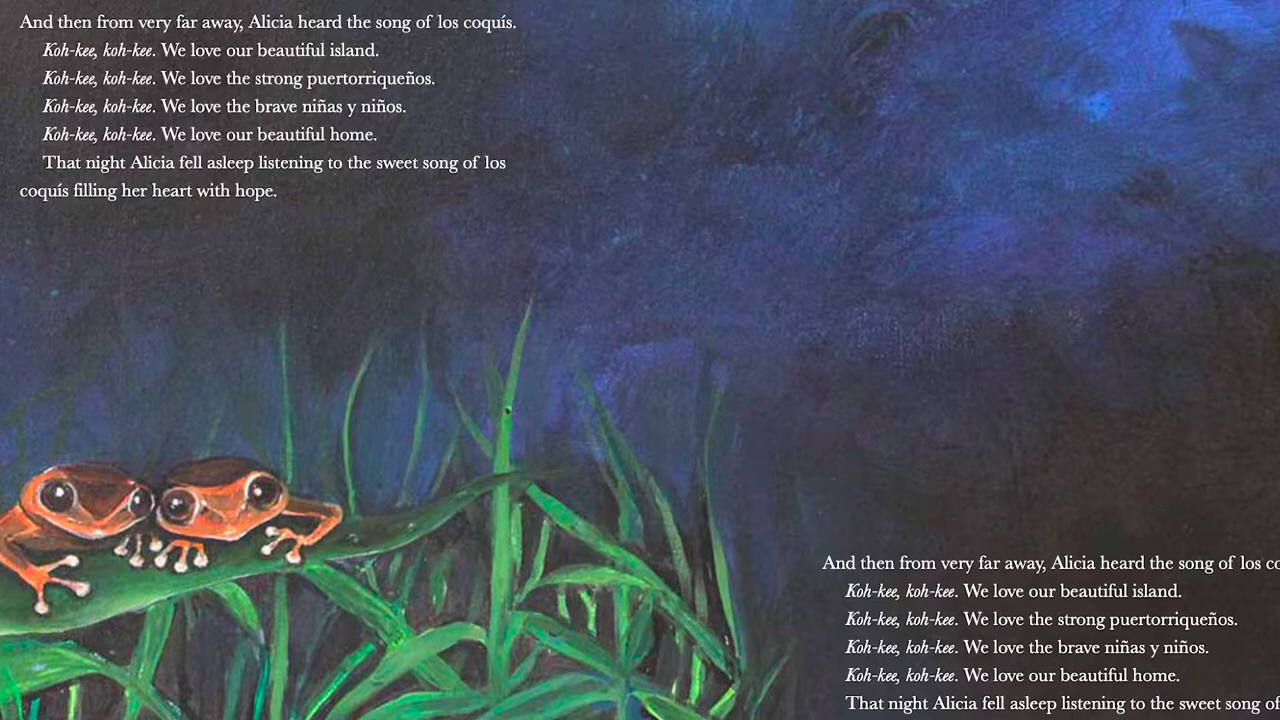 And then from very far away, Alicia heard the song of los coquís.
Koh-kee, koh-kee. We love our beautiful island.
Koh-kee, koh-kee. We love the strong puertorriqueños.
Koh-kee, koh-kee. We love the brave niñas y niños.
Koh-kee, koh-kee. We love our beautiful home.
That night Alicia fell asleep listening to the sweet song of los
coquís filling her heart with hope.
And then from very far away, Alicia heard the song of los
Koh-kee, koh-kee. We love our beautiful island.
Koh-kee, koh-kee. We love the strong puertorriqueños.
Koh-kee, koh-kee. We love the brave niñas y niños.
Koh-kee, koh-kee. We love our beautiful home.
That night Alicia fell asleep listening to the sweet song of